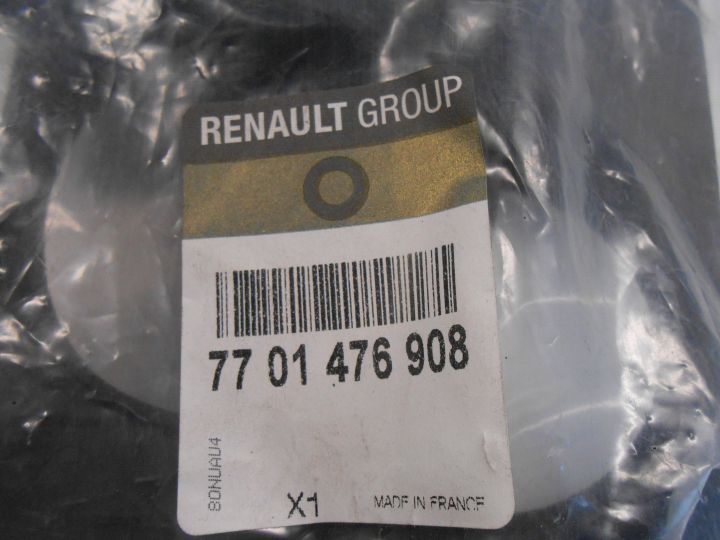 RENAULT GROUP
77 01 476 908
80NUAU4
X1
MADE IN FRANCE